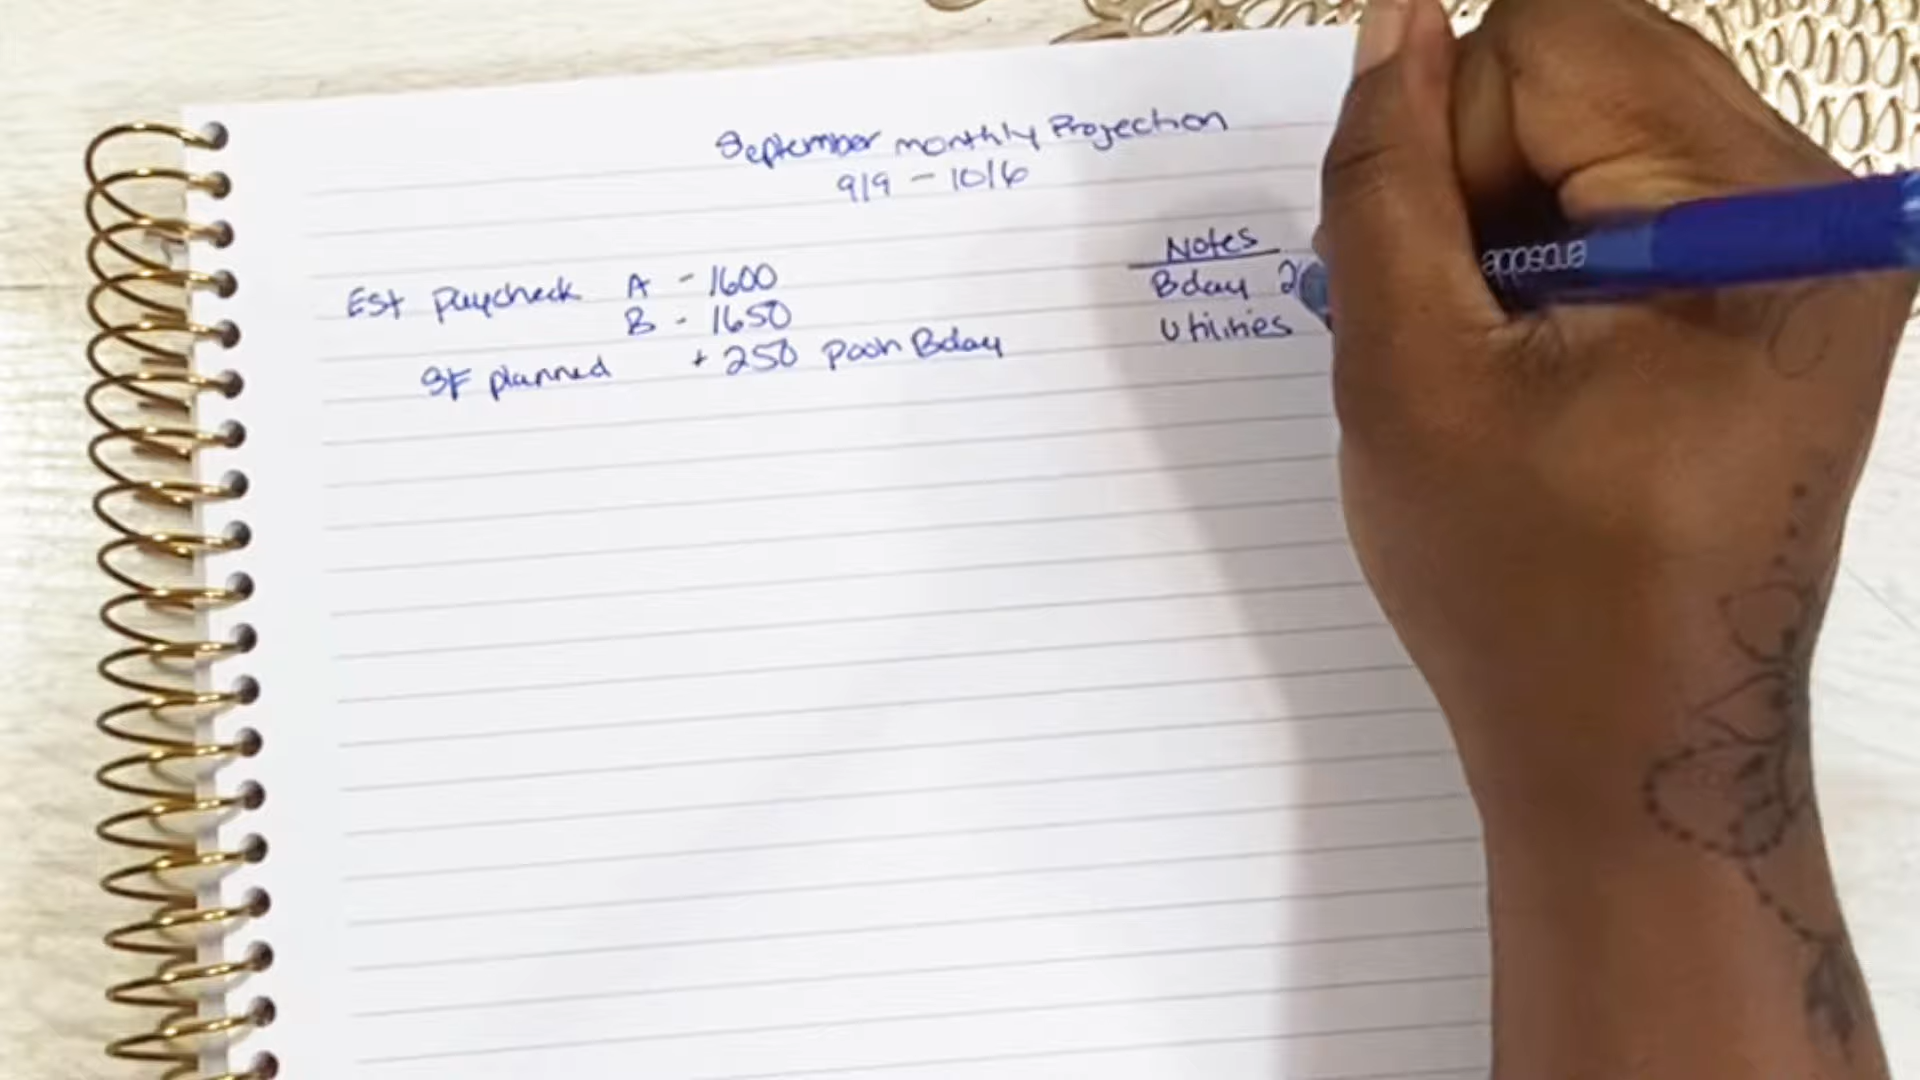 September monthly Projection
9/9 - 10/6
Est Paycheck A - 1600
B - 1650
SF planned + 250 Pooh Bday
Notes
Bday
Utilities
erasable